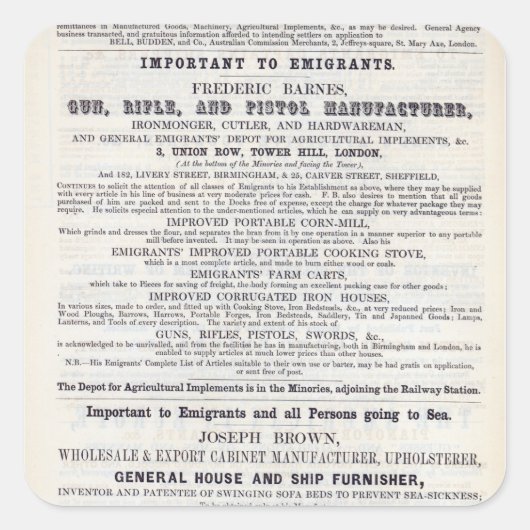 remittances in Manufactured Goods, Machinery, Agricultural Implements, &c., as may be desired. General Agency
business transacted, and gratuitous information afforded to intending settlers on application to
BELL, BUDDEN, and Co., Australian Commission Merchants, 2, Jeffreys-square, St. Mary Axe, London.
IMPORTANT TO EMIGRANTS.
FREDERIC BARNES,
GUN, RIFLE, AND PISTOL MANUFACTURER,
IRONMONGER, CUTLER, AND HARDWAREMAN,
AND GENERAL EMIGRANTS' DEPOT FOR AGRICULTURAL IMPLEMENTS, &c.
3, UNION ROW, TOWER HILL, LONDON,
(At the bottom of the Minories and facing the Tower),
And 182, LIVERY STREET, BIRMINGHAM, & 25, CARVER STREET, SHEFFIELD,
CONTINUES to solicit the attention of all classes of Emigrants to his Establishment as above, where they may be supplied
with every article in his line of business at very moderate prices for cash. F. B. also desires to mention that all goods
purchased of him are packed and sent to the Docks free of expense, except the charge for whatever package they may
require. He solicits especial attention to the under-mentioned articles, which he can supply on very advantageous terms:
IMPROVED PORTABLE CORN-MILL,
Which grinds and dresses the flour, and separates the bran from it by one operation in a manner superior to any portable
mill before invented. It may be seen in operation as above. Also his
EMIGRANTS' IMPROVED PORTABLE COOKING STOVE,
which is a most complete article, and made to burn either wood or coals.
EMIGRANTS' FARM CARTS,
which take to Pieces for saving of freight, the body forming an excellent packing case for other goods;
IMPROVED CORRUGATED IRON HOUSES,
In various sizes, made to order, and fitted up with Cooking Stove, Iron Bedsteads, &c., at very reduced prices; Iron and
Wood Ploughs, Barrows, Harrows, Portable Forges, Iron Bedsteads, Saddlery, Tin and Japanned Goods; Lamps,
Lanterns, and Tools of every description. The variety and extent of his stock of
GUNS, RIFLES, PISTOLS, SWORDS, &c.,
is acknowledged to be unrivalled, and from the facilities he has in manufacturing, both in Birmingham and London, he is
enabled to supply articles at much lower prices than other houses.
N.B.—His Emigrants' Complete List of Articles suitable to their own use or barter, may be had gratis on application,
or sent free of post.
The Depot for Agricultural Implements is in the Minories, adjoining the Railway Station.
Important to Emigrants and all Persons going to Sea.
JOSEPH BROWN,
WHOLESALE & EXPORT CABINET MANUFACTURER, UPHOLSTERER,
GENERAL HOUSE AND SHIP FURNISHER,
INVENTOR AND PATENTEE OF SWINGING SOFA BEDS TO PREVENT SEA-SICKNESS;